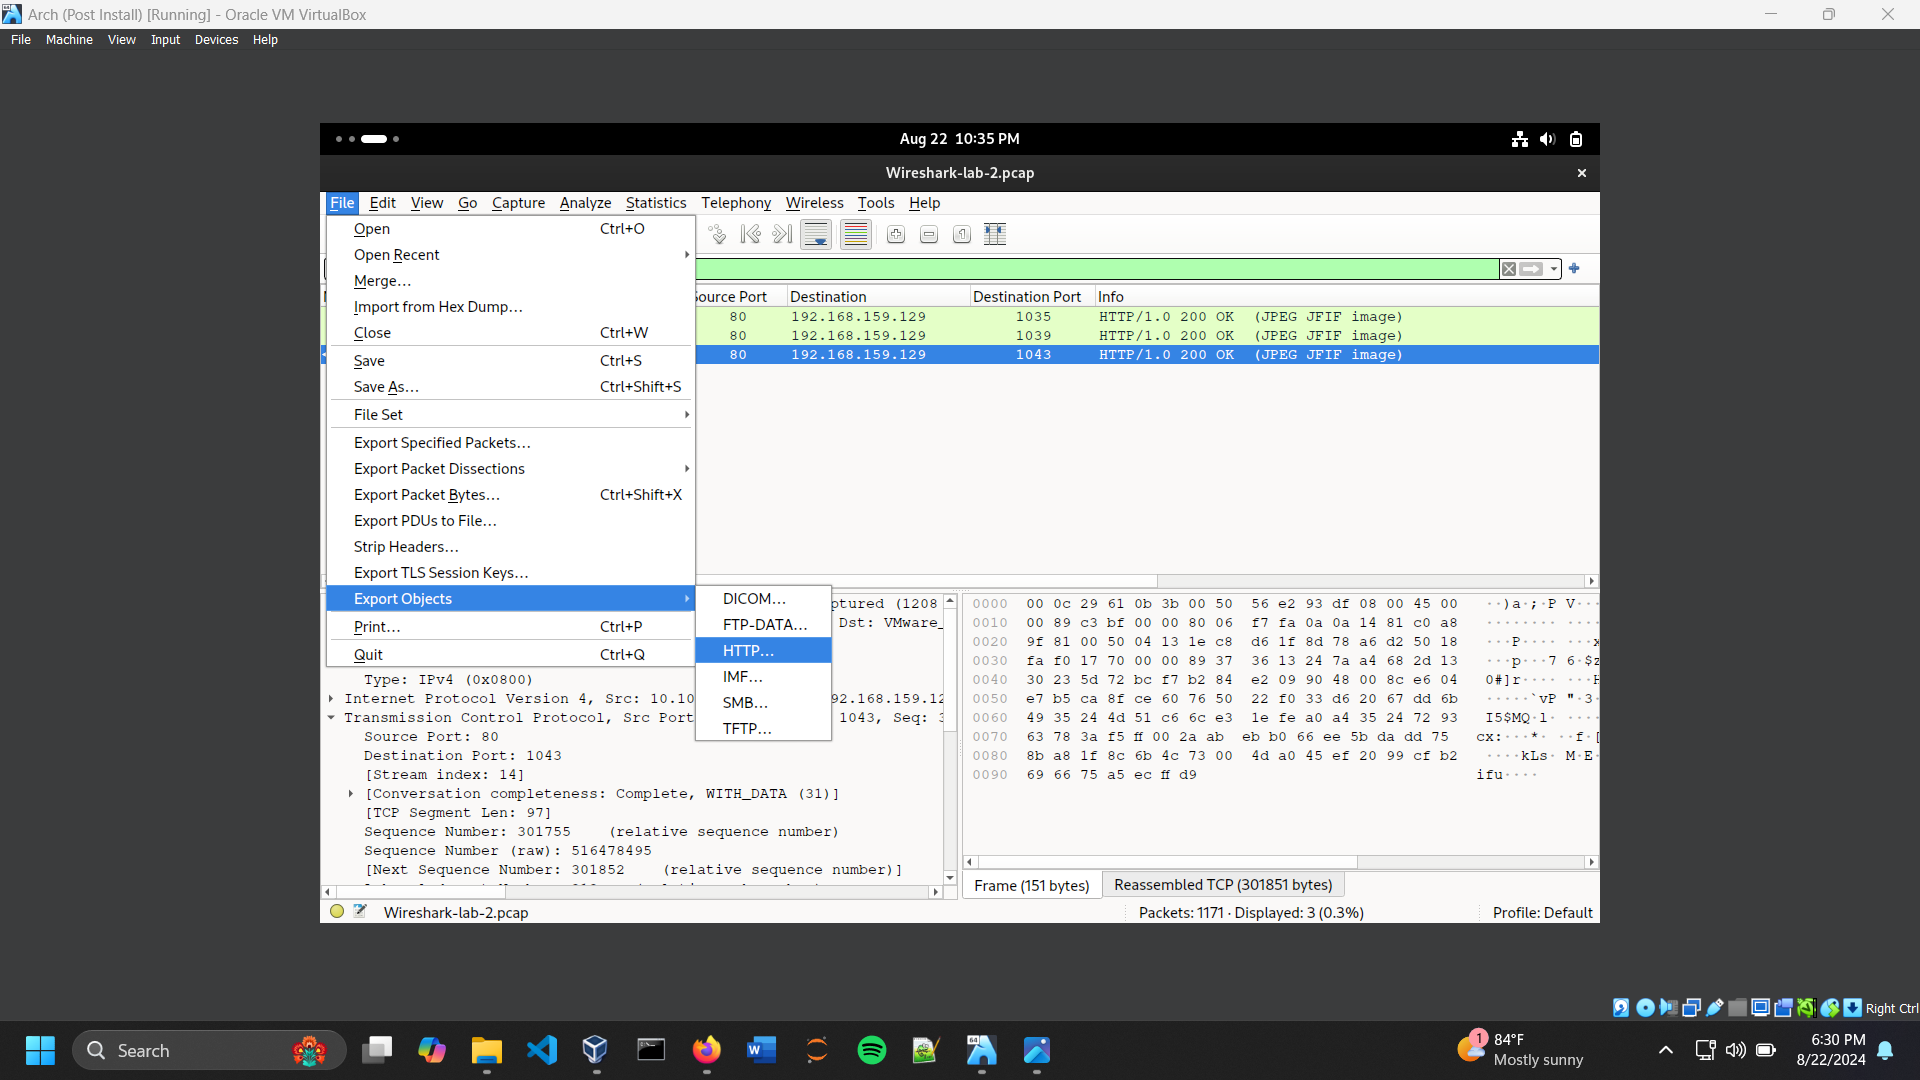 Arch (Post Install) [Running] - Oracle VM VirtualBox
File Machine View Input Devices Help
Aug 22 10:35 PM
Wireshark-lab-2.pcap
File Edit View Go Capture Analyze Statistics Telephony Wireless Tools Help
Open Ctrl+O
Open Recent
Merge…
Import from Hex Dump…
Close Ctrl+W
Save Ctrl+S
Save As… Ctrl+Shift+S
File Set
Export Specified Packets…
Export Packet Dissections
Export Packet Bytes… Ctrl+Shift+X
Export PDUs to File…
Strip Headers…
Export TLS Session Keys…
Export Objects
Print… Ctrl+P
Quit Ctrl+Q
DICOM…
FTP-DATA…
HTTP…
IMF…
SMB…
TFTP…
Source Port Destination Destination Port Info
80 192.168.159.129 1035 HTTP/1.0 200 OK (JPEG JFIF image)
80 192.168.159.129 1039 HTTP/1.0 200 OK (JPEG JFIF image)
80 192.168.159.129 1043 HTTP/1.0 200 OK (JPEG JFIF image)
ptured (1208
Dst: VMware_
Type: IPv4 (0x0800)
Internet Protocol Version 4, Src: 10.10 92.168.159.12
Transmission Control Protocol, Src Port 1043, Seq: 3
Source Port: 80
Destination Port: 1043
[Stream index: 14]
[Conversation completeness: Complete, WITH_DATA (31)]
[TCP Segment Len: 97]
Sequence Number: 301755 (relative sequence number)
Sequence Number (raw): 516478495
[Next Sequence Number: 301852 (relative sequence number)]
0000 00 0c 29 61 0b 3b 00 50 56 e2 93 df 08 00 45 00 ··)a·;·P V···
0010 00 89 c3 bf 00 00 80 06 f7 fa 0a 0a 14 81 c0 a8 ········ ····
0020 9f 81 00 50 04 13 1e c8 d6 1f 8d 78 a6 d2 50 18 ···P···· ···x
0030 fa f0 17 70 00 00 89 37 36 13 24 7a a4 68 2d 13 ···p···7 6·$z
0040 30 23 5d 72 bc f7 b2 84 e2 09 90 48 00 8c e6 04 0#]r···· ···H
0050 e7 b5 ca 8f ce 60 76 50 22 f0 33 d6 20 67 dd 6b ·····`vP "·3·
0060 49 35 24 4d 51 c6 6c e3 1e fe a0 a4 35 24 72 93 I5$MQ·l· ····
0070 63 78 3a f5 ff 00 2a ab eb b0 66 ee 5b da dd 75 cx:···*· ··f·[
0080 8b a8 1f 8c 6b 4c 73 00 4d a0 45 ef 20 99 cf b2 ····kLs· M·E·
0090 69 66 75 a5 ec ff d9 ifu····
Frame (151 bytes) Reassembled TCP (301851 bytes)
Wireshark-lab-2.pcap Packets: 1171 · Displayed: 3 (0.3%) Profile: Default
Right Ctrl
Search
1
84°F
Mostly sunny
6:30 PM
8/22/2024